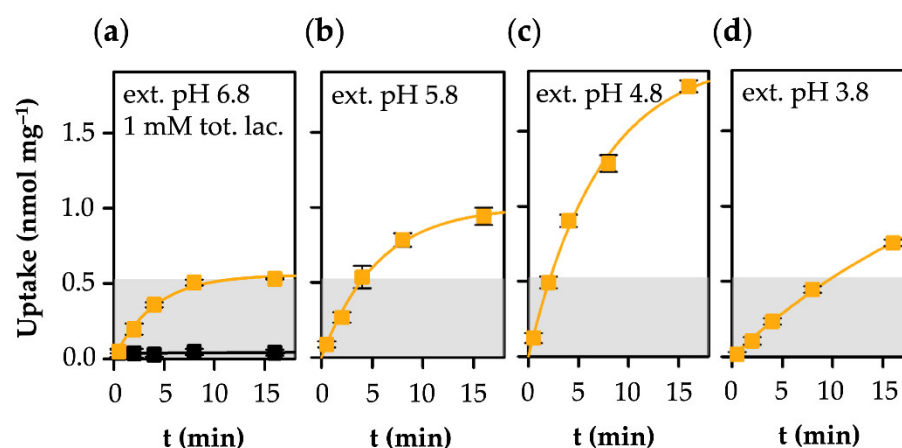 (a) (b) (c) (d)
ext. pH 6.8 ext. pH 5.8 ext. pH 4.8 ext. pH 3.8
1 mM tot. lac.
Uptake (nmol mg⁻¹)
1.5
1.0
0.5
0.0
0 5 10 15 0 5 10 15 0 5 10 15 0 5 10 15
t (min) t (min) t (min) t (min)